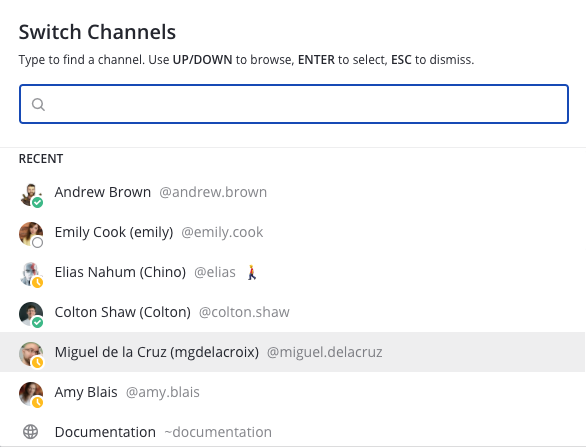 Switch Channels
Type to find a channel. Use UP/DOWN to browse, ENTER to select, ESC to dismiss.
RECENT
Andrew Brown @andrew.brown
Emily Cook (emily) @emily.cook
Elias Nahum (Chino) @elias
Colton Shaw (Colton) @colton.shaw
Miguel de la Cruz (mgdelacroix) @miguel.delacruz
Amy Blais @amy.blais
Documentation ~documentation